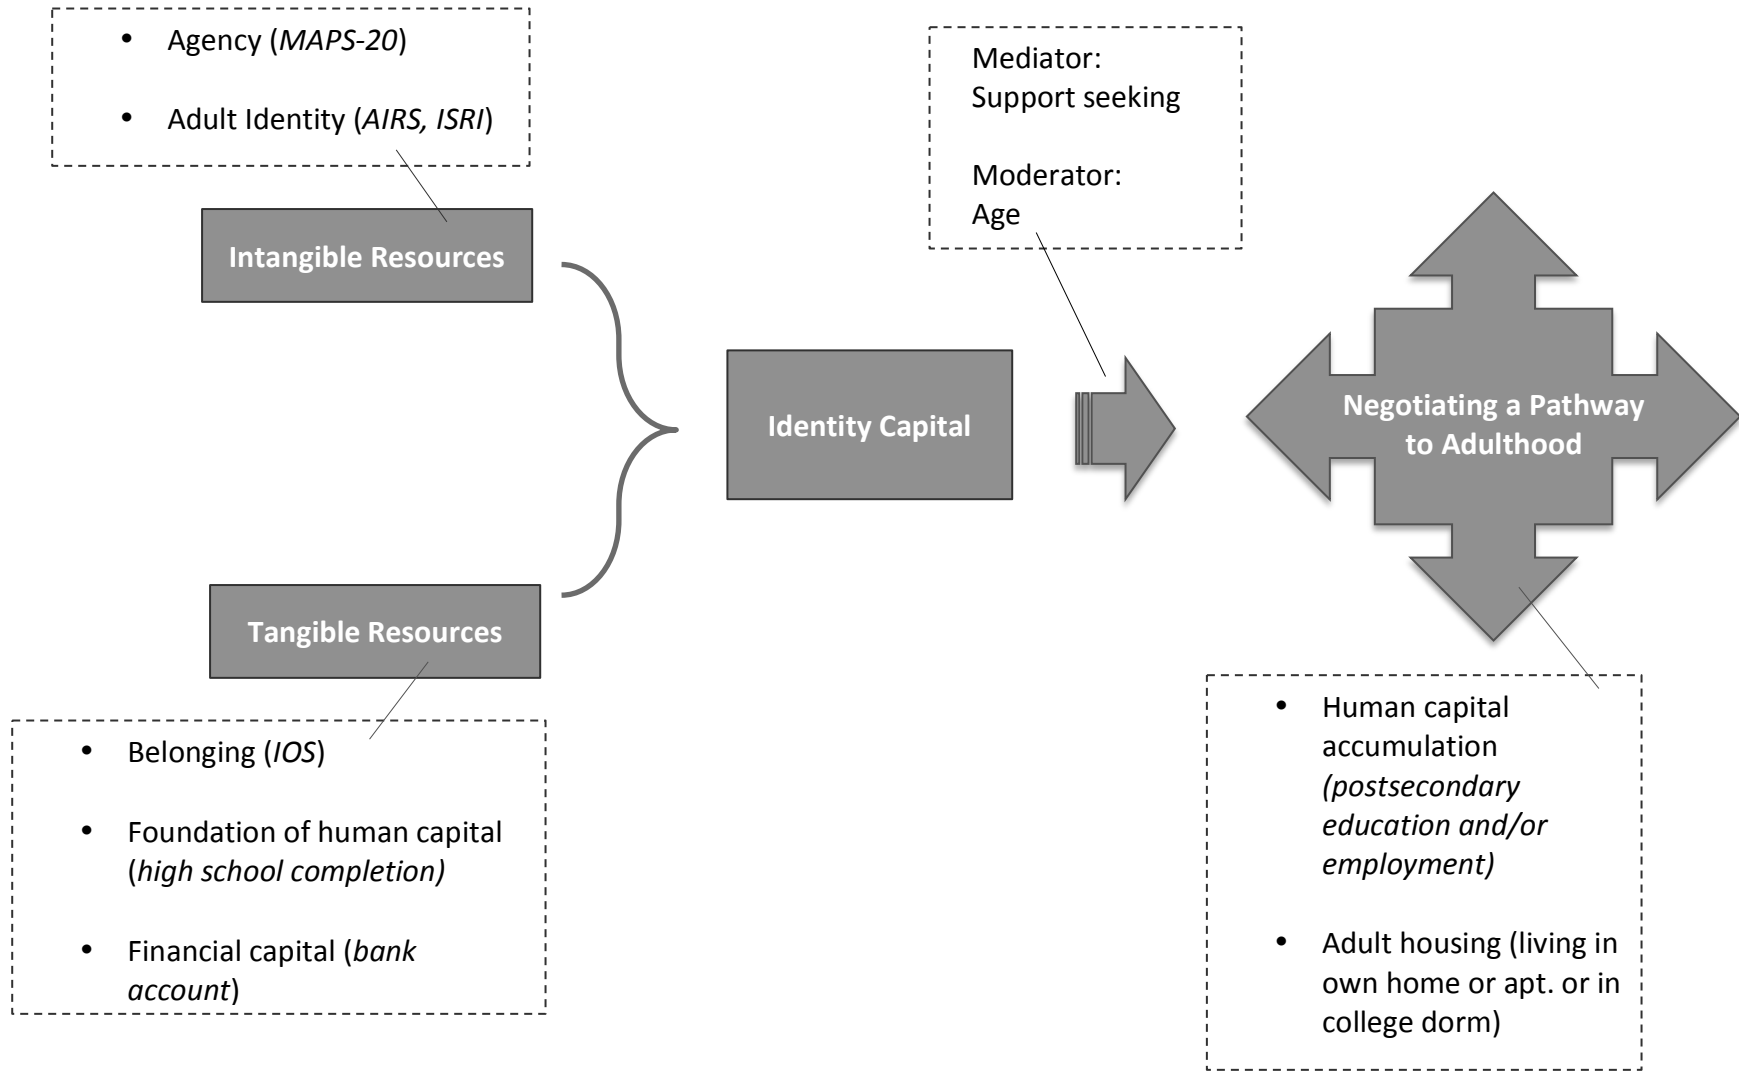 • Agency (MAPS-20)
• Adult Identity (AIRS, ISRI)
Intangible Resources
Tangible Resources
• Belonging (IOS)
• Foundation of human capital
(high school completion)
• Financial capital (bank
account)
Identity Capital
Mediator:
Support seeking
Moderator:
Age
Negotiating a Pathway
to Adulthood
• Human capital
accumulation
(postsecondary
education and/or
employment)
• Adult housing (living in
own home or apt. or in
college dorm)